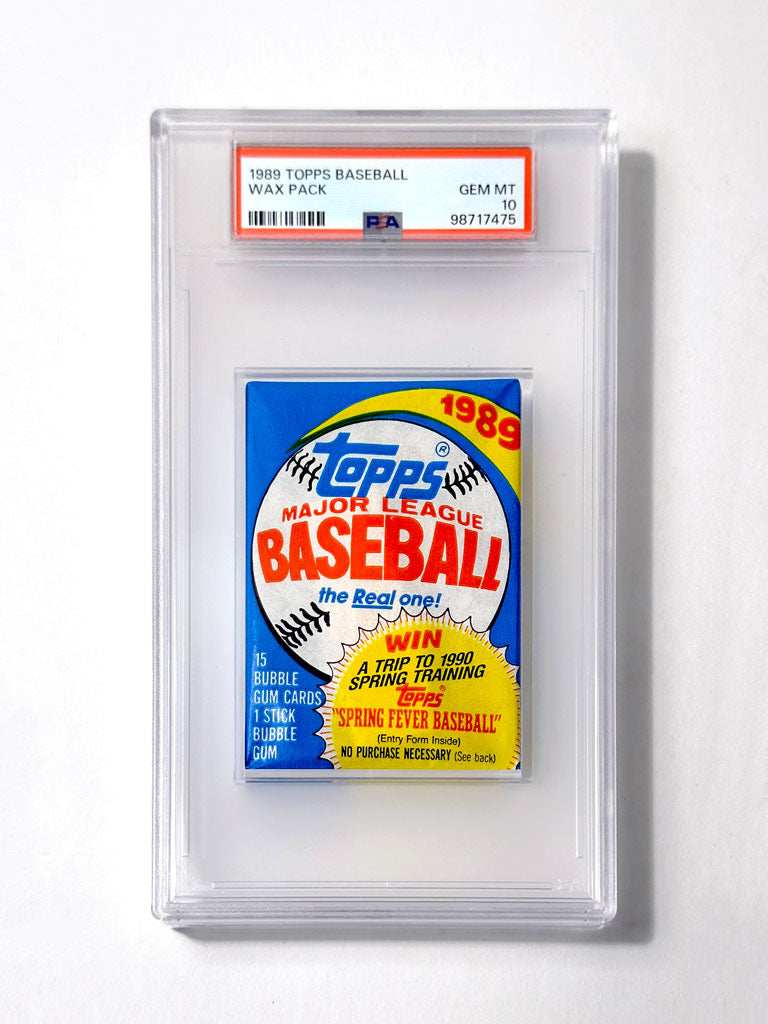 1989 TOPPS BASEBALL
WAX PACK
GEM MT
10
98717475
PSA
1989
Topps®
MAJOR LEAGUE
BASEBALL
the Real one!
15
BUBBLE
GUM CARDS
1 STICK
BUBBLE
GUM
WIN
A TRIP TO 1990
SPRING TRAINING
Topps®
"SPRING FEVER BASEBALL"
(Entry Form Inside)
NO PURCHASE NECESSARY (See back)